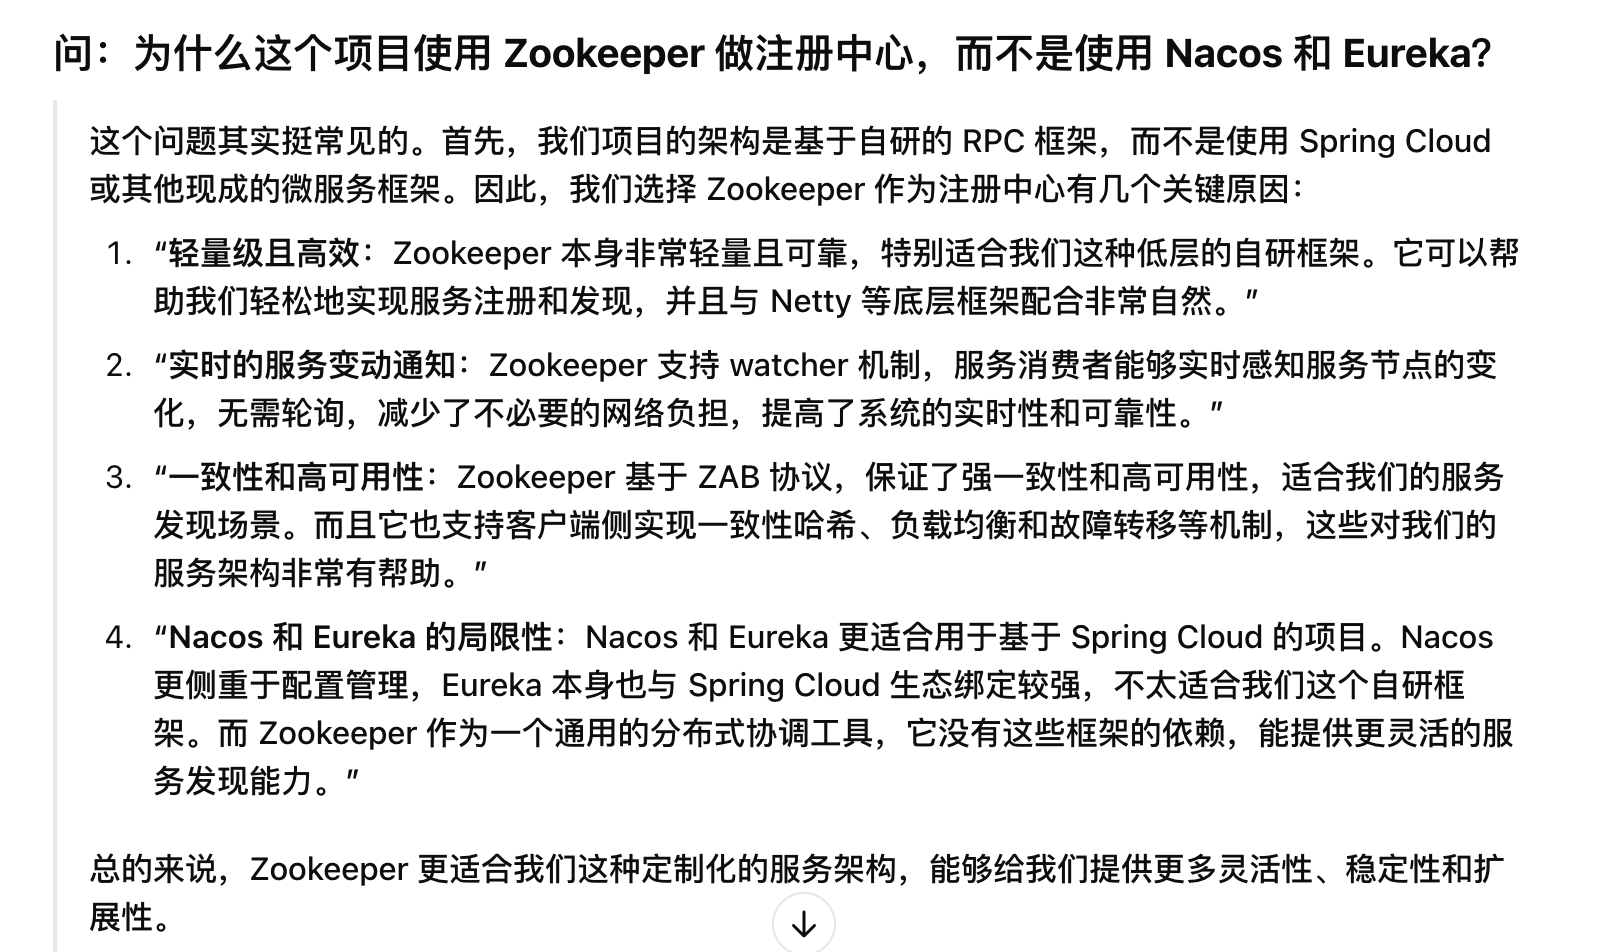 问：为什么这个项目使用 Zookeeper 做注册中心，而不是使用 Nacos 和 Eureka?
这个问题其实挺常见的。首先，我们项目的架构是基于自研的 RPC 框架，而不是使用 Spring Cloud
或其他现成的微服务框架。因此，我们选择 Zookeeper 作为注册中心有几个关键原因：
1. “轻量级且高效：Zookeeper 本身非常轻量且可靠，特别适合我们这种低层的自研框架。它可以帮
助我们轻松地实现服务注册和发现，并且与 Netty 等底层框架配合非常自然。”
2. “实时的服务变动通知：Zookeeper 支持 watcher 机制，服务消费者能够实时感知服务节点的变
化，无需轮询，减少了不必要的网络负担，提高了系统的实时性和可靠性。”
3. “一致性和高可用性：Zookeeper 基于 ZAB 协议，保证了强一致性和高可用性，适合我们的服务
发现场景。而且它也支持客户端侧实现一致性哈希、负载均衡和故障转移等机制，这些对我们的
服务架构非常有帮助。”
4. “Nacos 和 Eureka 的局限性：Nacos 和 Eureka 更适合用于基于 Spring Cloud 的项目。Nacos
更侧重于配置管理，Eureka 本身也与 Spring Cloud 生态绑定较强，不太适合我们这个自研框
架。而 Zookeeper 作为一个通用的分布式协调工具，它没有这些框架的依赖，能提供更灵活的服
务发现能力。”
总的来说，Zookeeper 更适合我们这种定制化的服务架构，能够给我们提供更多灵活性、稳定性和扩
展性。